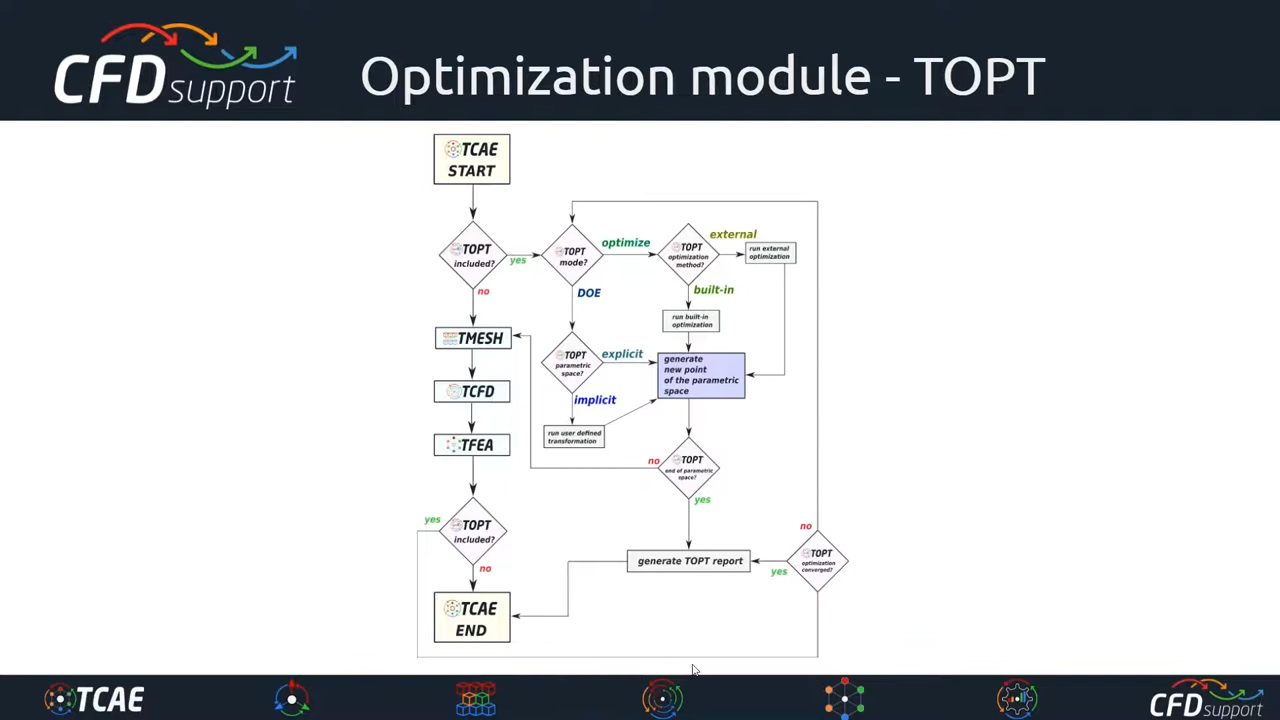 CFD support
Optimization module - TOPT
TCAE
START
TOPT
included?
yes
no
TOPT
mode?
optimize
DOE
TOPT
optimization
method?
external
run external
optimization
built-in
run built-in
optimization
TMESH
TCFD
TFEA
TOPT
parametric
space?
explicit
implicit
run user defined
transformation
generate
new point
of the parametric
space
TOPT
end of parametric
space?
no
yes
TOPT
included?
yes
no
generate TOPT report
TOPT
optimization
converged?
no
yes
TCAE
END
TCAE
CFD support